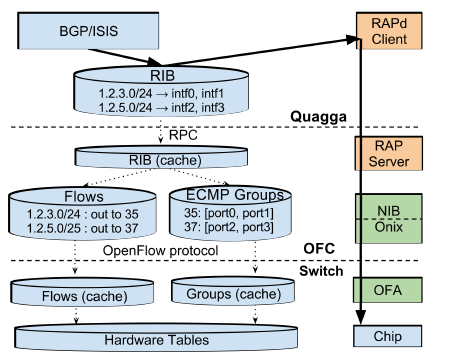 BGP/ISIS
RAPd
Client
RIB
1.2.3.0/24 → intf0, intf1
1.2.5.0/24 → intf2, intf3
Quagga
RPC
RIB (cache)
RAP
Server
Flows
1.2.3.0/24 : out to 35
1.2.5.0/25 : out to 37
ECMP Groups
35: [port0, port1]
37: [port2, port3]
NIB
Onix
OpenFlow protocol
OFC
Switch
Flows (cache)
Groups (cache)
OFA
Hardware Tables
Chip